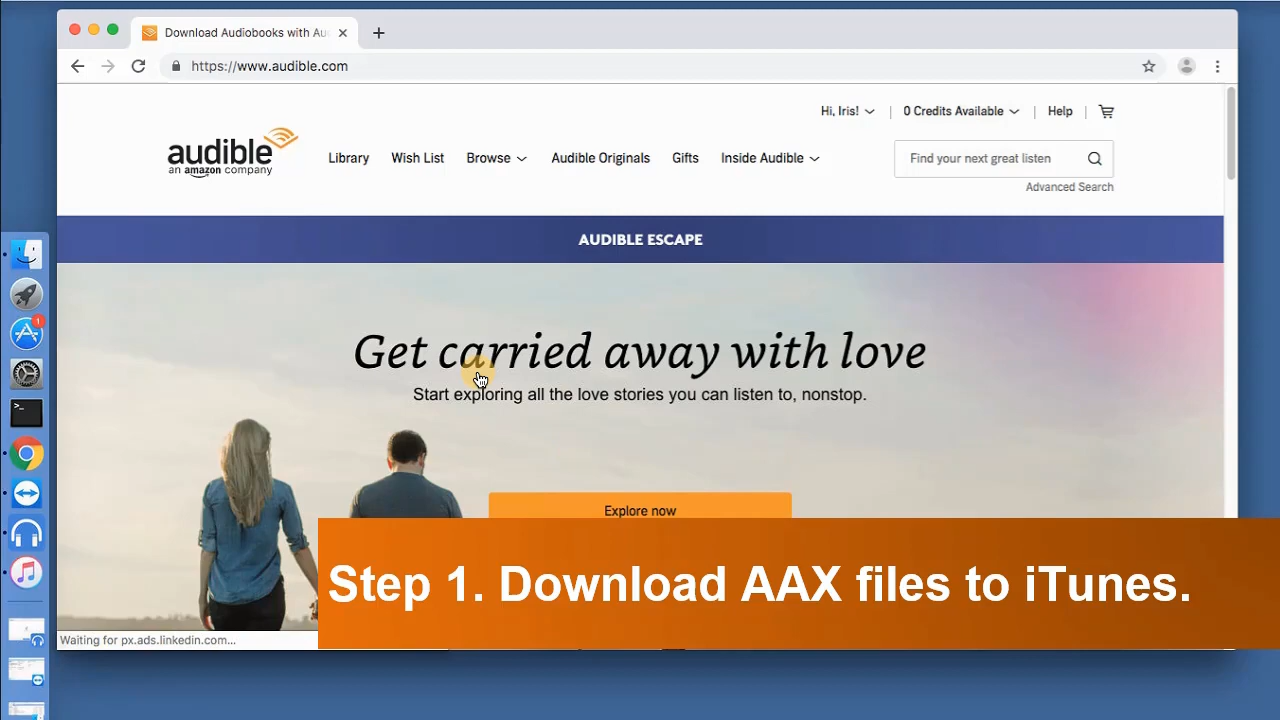 Download Audiobooks with Au
https://www.audible.com
Hi, Iris!
0 Credits Available
Help
audible
an amazon company
Library
Wish List
Browse
Audible Originals
Gifts
Inside Audible
Find your next great listen
Advanced Search
AUDIBLE ESCAPE
1
Get carried away with love
Start exploring all the love stories you can listen to, nonstop.
>_
Explore now
Step 1. Download AAX files to iTunes.
Waiting for px.ads.linkedin.com...